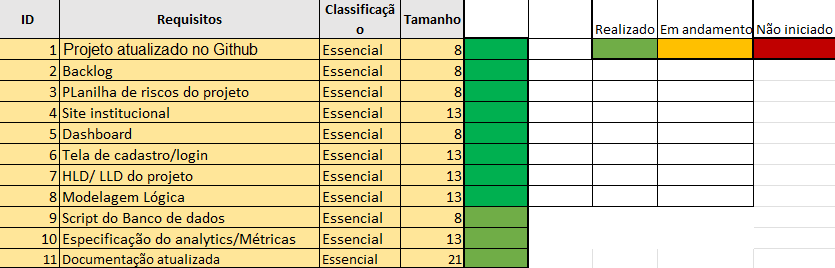 ID Requisitos Classificaçã
o Tamanho
Realizado Em andamento Não iniciado
1 Projeto atualizado no Github Essencial 8
2 Backlog Essencial 8
3 PLanilha de riscos do projeto Essencial 8
4 Site institucional Essencial 13
5 Dashboard Essencial 8
6 Tela de cadastro/login Essencial 13
7 HLD/ LLD do projeto Essencial 13
8 Modelagem Lógica Essencial 13
9 Script do Banco de dados Essencial 8
10 Especificação do analytics/Métricas Essencial 13
11 Documentação atualizada Essencial 21